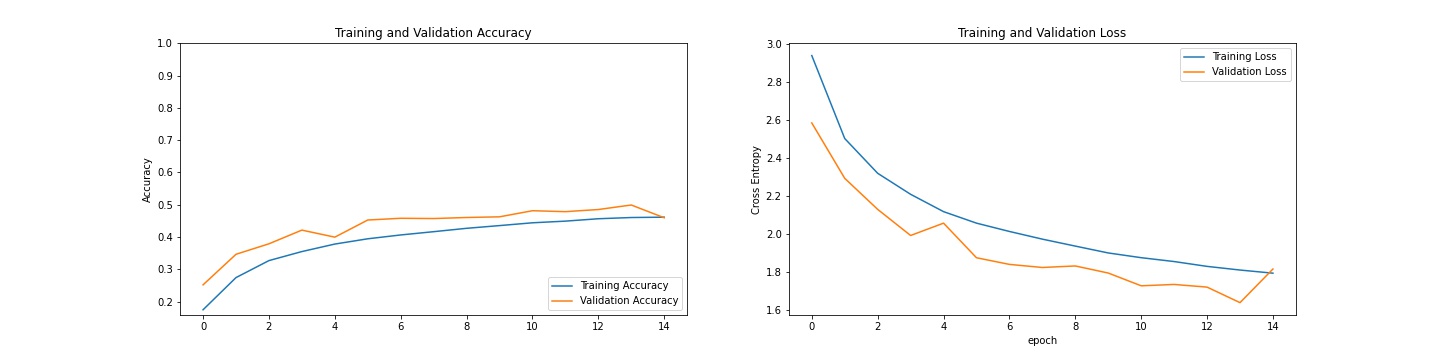 Training and Validation Accuracy
1.0
0.9
0.8
0.7
0.6
0.5
0.4
0.3
0.2
Accuracy
Training Accuracy
Validation Accuracy
0 2 4 6 8 10 12 14
Training and Validation Loss
3.0
2.8
2.6
2.4
2.2
2.0
1.8
1.6
Cross Entropy
Training Loss
Validation Loss
0 2 4 6 8 10 12 14
epoch